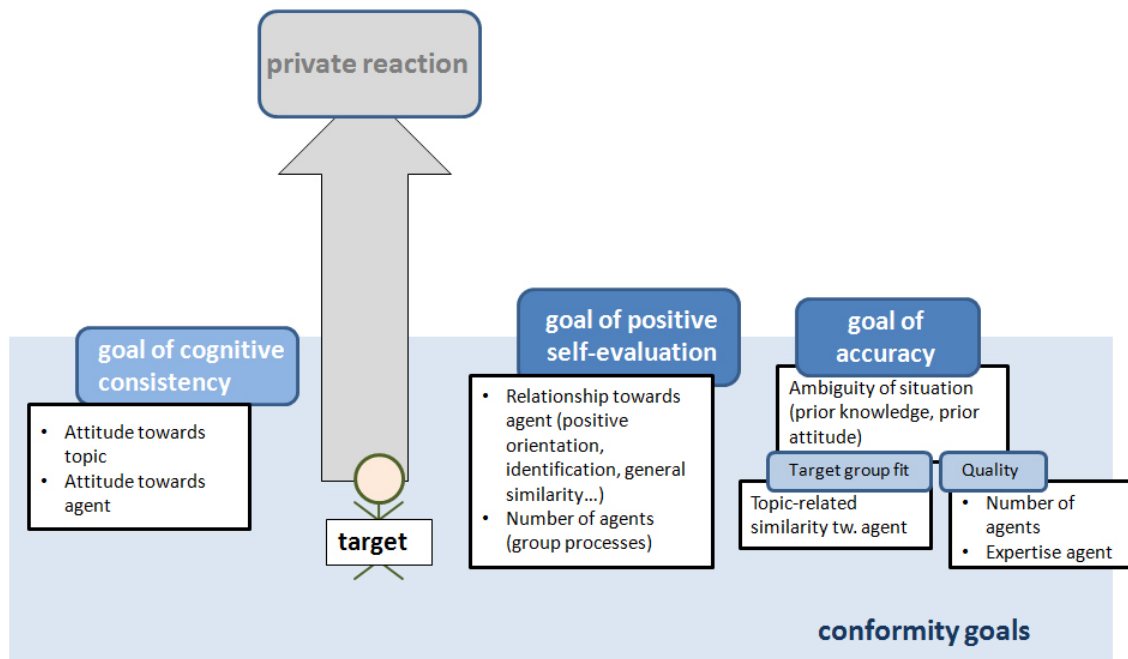 private reaction
goal of cognitive
consistency
• Attitude towards
topic
• Attitude towards
agent
target
goal of positive
self-evaluation
• Relationship towards
agent (positive
orientation,
identification, general
similarity...)
• Number of agents
(group processes)
goal of
accuracy
Ambiguity of situation
(prior knowledge, prior
attitude)
Target group fit
Topic-related
similarity tw. agent
Quality
• Number of
agents
• Expertise agent
conformity goals